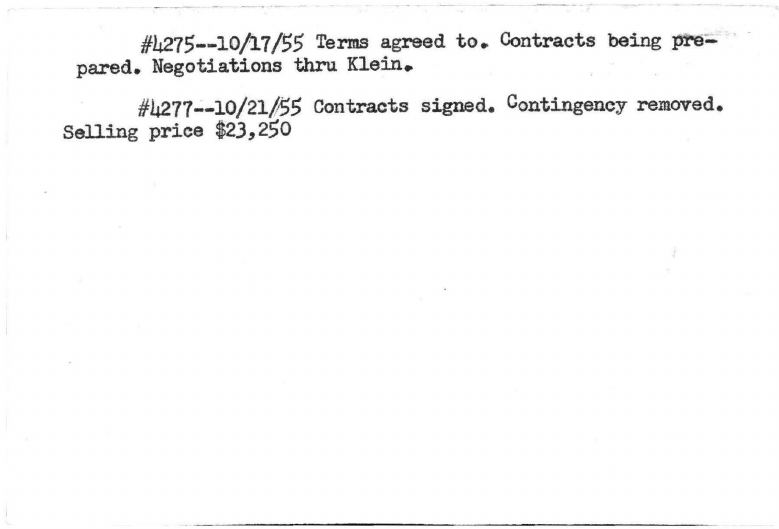 #4275--10/17/55 Terms agreed to. Contracts being pre-
pared. Negotiations thru Klein.
#4277--10/21/55 Contracts signed. Contingency removed.
Selling price $23,250